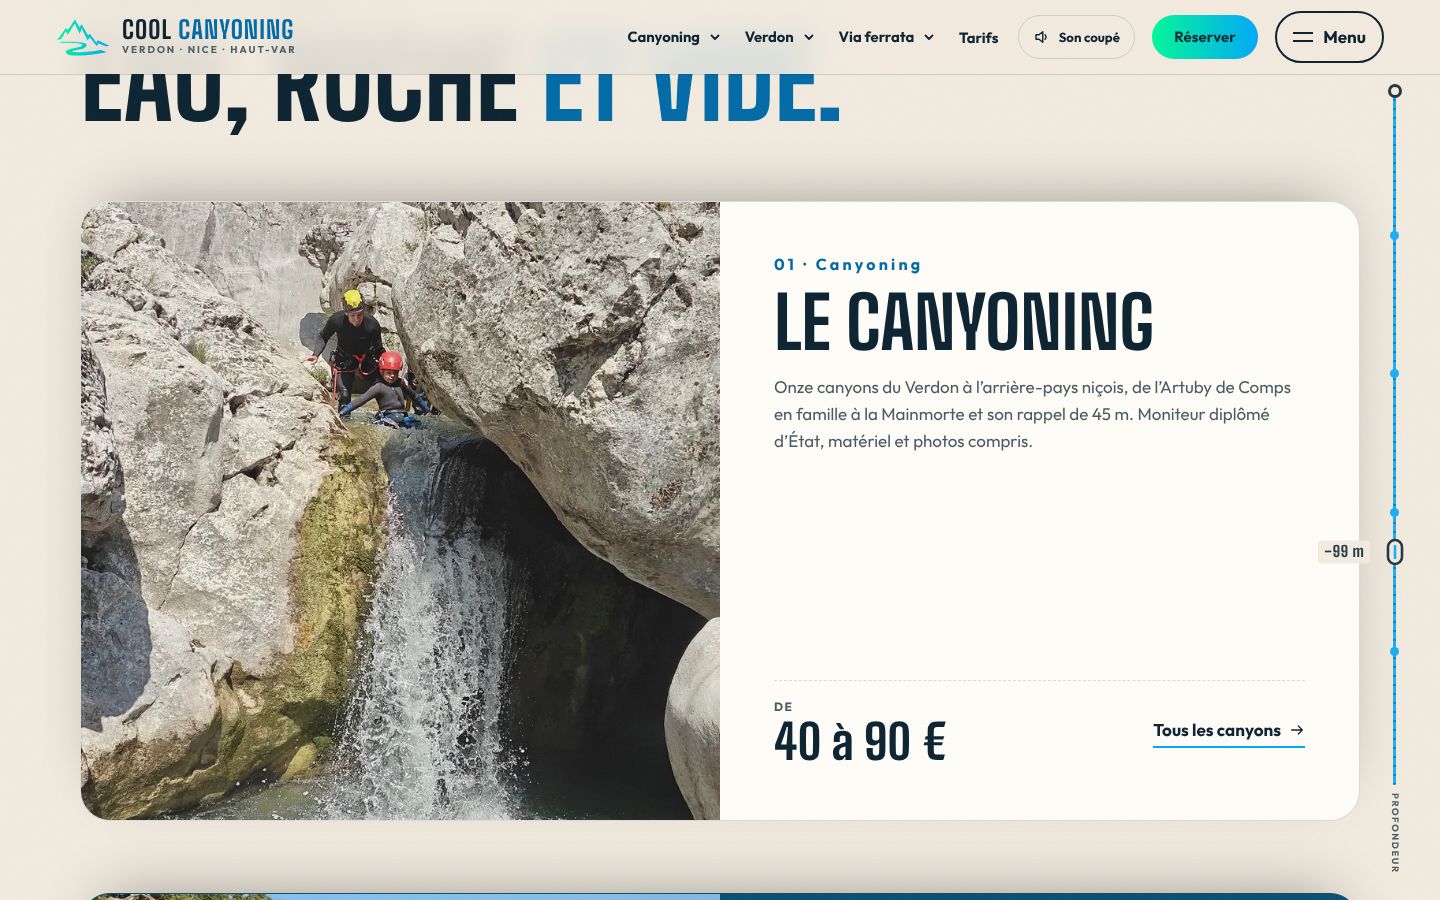 COOL CANYONING
VERDON · NICE · HAUT-VAR
Canyoning
Verdon
Via ferrata
Tarifs
Son coupé
Réserver
Menu
EAU, ROCHE ET VIDE.
01 · Canyoning
LE CANYONING
Onze canyons du Verdon à l’arrière-pays niçois, de l’Artuby de Comps
en famille à la Mainmorte et son rappel de 45 m. Moniteur diplômé
d’État, matériel et photos compris.
−99 m
DE
40 à 90 €
Tous les canyons →
PROFONDEUR